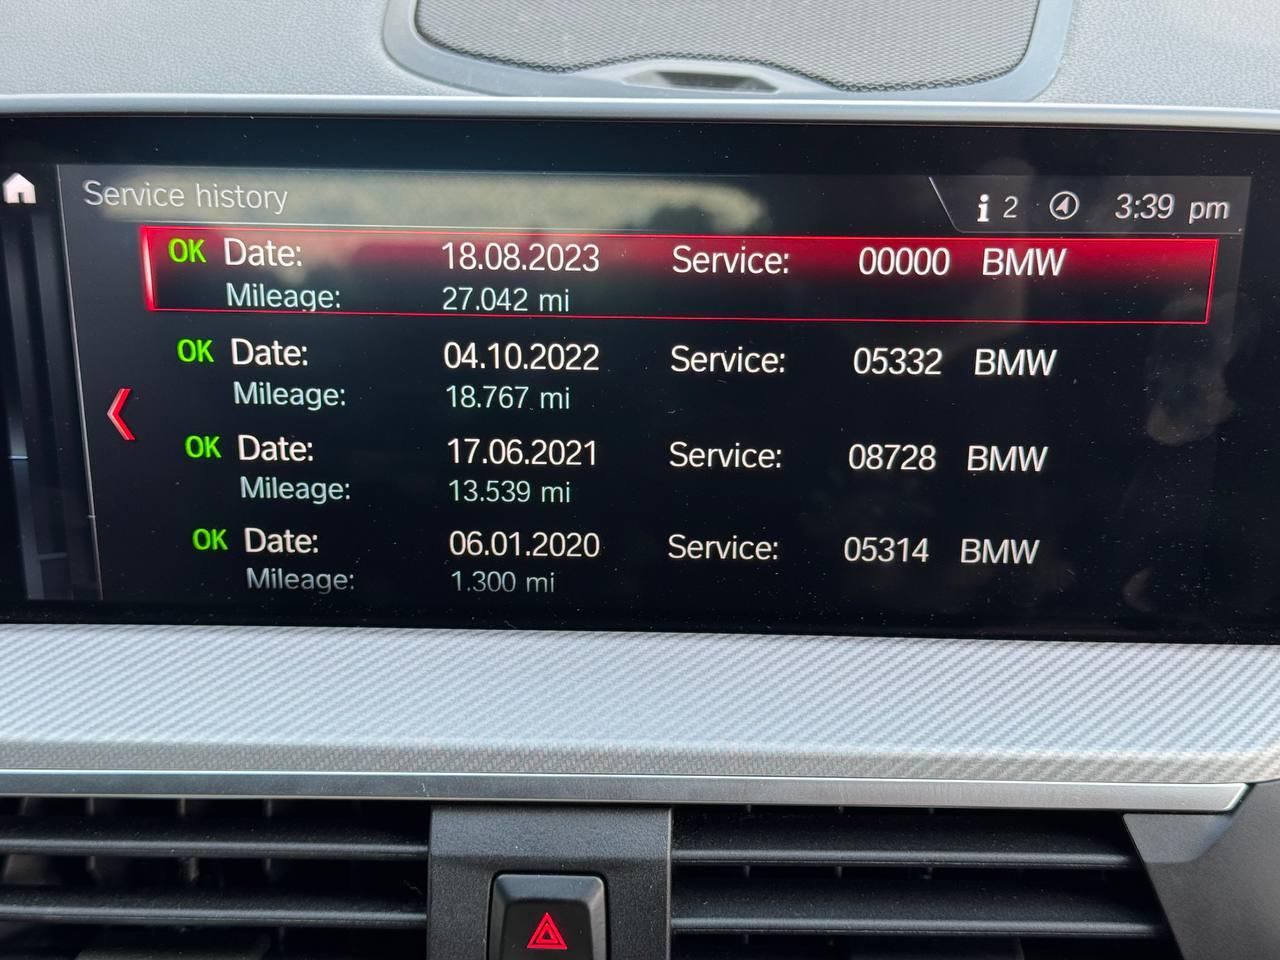 Service history
i 2 3:39 pm
OK Date: 18.08.2023 Service: 00000 BMW
Mileage: 27.042 mi
OK Date: 04.10.2022 Service: 05332 BMW
Mileage: 18.767 mi
OK Date: 17.06.2021 Service: 08728 BMW
Mileage: 13.539 mi
OK Date: 06.01.2020 Service: 05314 BMW
Mileage: 1.300 mi